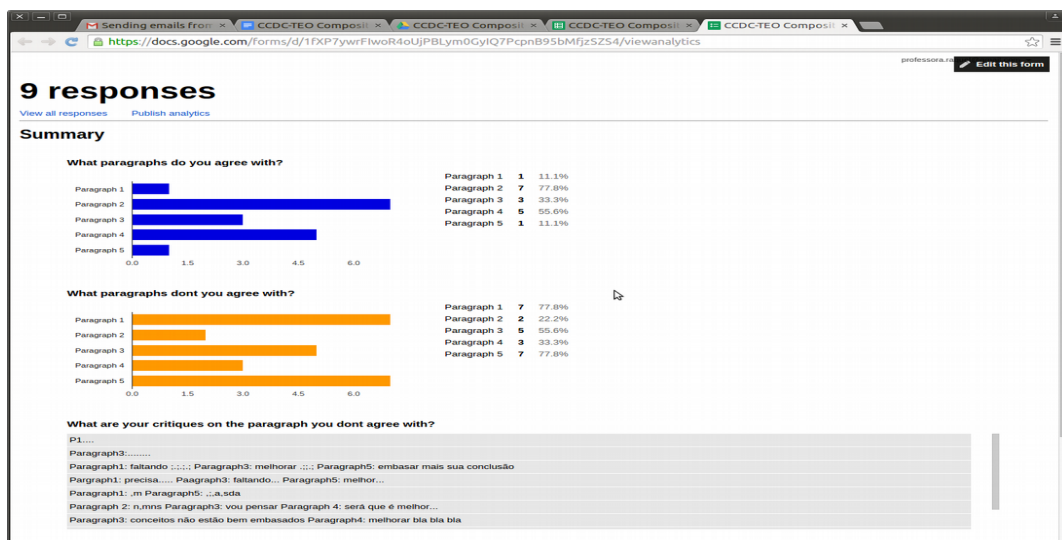 Sending emails from
CCDC-TEO Composit
CCDC-TEO Composit
CCDC-TEO Composit
CCDC-TEO Composit
https://docs.google.com/forms/d/1fXP7ywrFIwoR4oUjPBLym0GyIQ7PcpnB95bMfjzSZS4/viewanalytics
professora.ra
Edit this form
9 responses
View all responses Publish analytics
Summary
What paragraphs do you agree with?
Paragraph 1
Paragraph 2
Paragraph 3
Paragraph 4
Paragraph 5
0.0 1.5 3.0 4.5 6.0
Paragraph 1 1 11.1%
Paragraph 2 7 77.8%
Paragraph 3 3 33.3%
Paragraph 4 5 55.6%
Paragraph 5 1 11.1%
What paragraphs dont you agree with?
Paragraph 1
Paragraph 2
Paragraph 3
Paragraph 4
Paragraph 5
0.0 1.5 3.0 4.5 6.0
Paragraph 1 7 77.8%
Paragraph 2 2 22.2%
Paragraph 3 5 55.6%
Paragraph 4 3 33.3%
Paragraph 5 7 77.8%
What are your critiques on the paragraph you dont agree with?
P1....
Paragraph3:........
Paragraph1: faltando ;.;.;.; Paragraph3: melhorar .;;.; Paragraph5: embasar mais sua conclusão
Pargraph1: precisa..... Paagraph3: faltando... Paragraph5: melhor...
Paragraph1: ,m Paragraph5: ,;,a,sda
Paragraph 2: n,mns Paragraph3: vou pensar Paragraph 4: será que é melhor...
Paragraph3: conceitos não estão bem embasados Paragraph4: melhorar bla bla bla